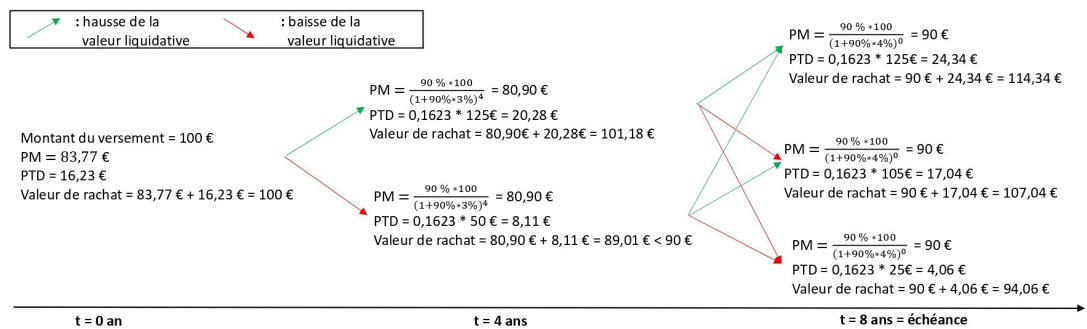 : hausse de la
valeur liquidative
: baisse de la
valeur liquidative
Montant du versement = 100 €
PM = 83,77 €
PTD = 16,23 €
Valeur de rachat = 83,77 € + 16,23 € = 100 €
PM = \frac{90 % *100}{(1+90%*3%)^4} = 80,90 €
PTD = 0,1623 * 125€ = 20,28 €
Valeur de rachat = 80,90€ + 20,28€ = 101,18 €
PM = \frac{90 % *100}{(1+90%*3%)^4} = 80,90 €
PTD = 0,1623 * 50 € = 8,11 €
Valeur de rachat = 80,90 € + 8,11 € = 89,01 € < 90 €
PM = \frac{90 % *100}{(1+90%*4%)^0} = 90 €
PTD = 0,1623 * 125€ = 24,34 €
Valeur de rachat = 90 € + 24,34 € = 114,34 €
PM = \frac{90 % *100}{(1+90%*4%)^0} = 90 €
PTD = 0,1623 * 105€ = 17,04 €
Valeur de rachat = 90 € + 17,04 € = 107,04 €
PM = \frac{90 % *100}{(1+90%*4%)^0} = 90 €
PTD = 0,1623 * 25€ = 4,06 €
Valeur de rachat = 90 € + 4,06 € = 94,06 €
t = 0 an
t = 4 ans
t = 8 ans = échéance